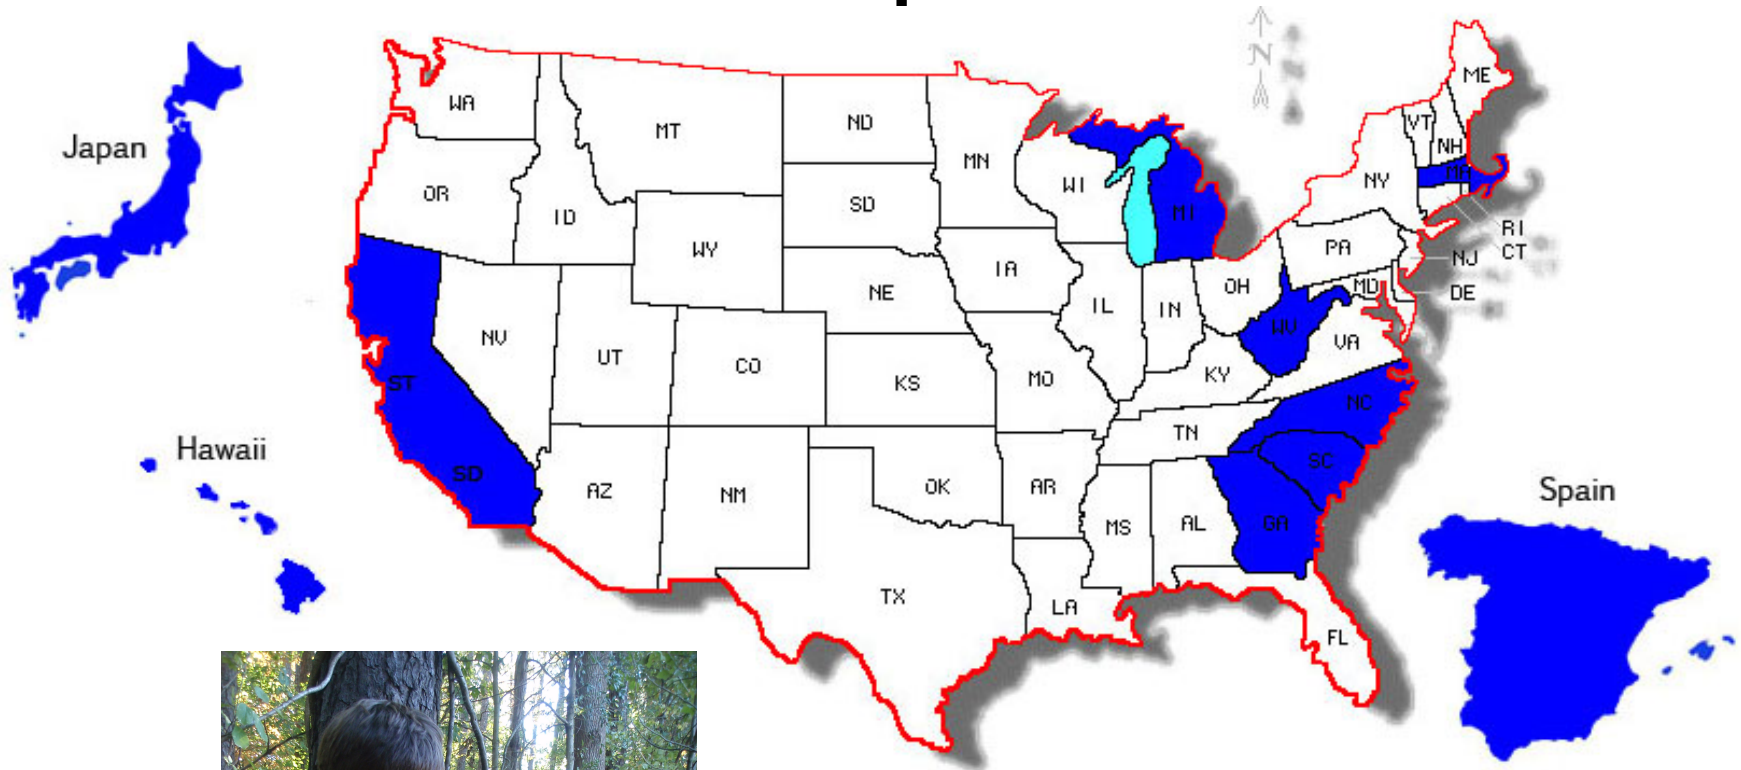 N
ME
WA
MT
ND
VT
Japan
MN
NH
MA
OR
WI
NY
ID
SD
MI
WY
RI
PA
CT
NJ
IA
OH
MD
DE
NE
IL
IN
WV
NV
VA
UT
CO
KY
ST
KS
MO
NC
TN
Hawaii
SC
SD
AZ
NM
OK
AR
Spain
MS
AL
GA
TX
LA
FL